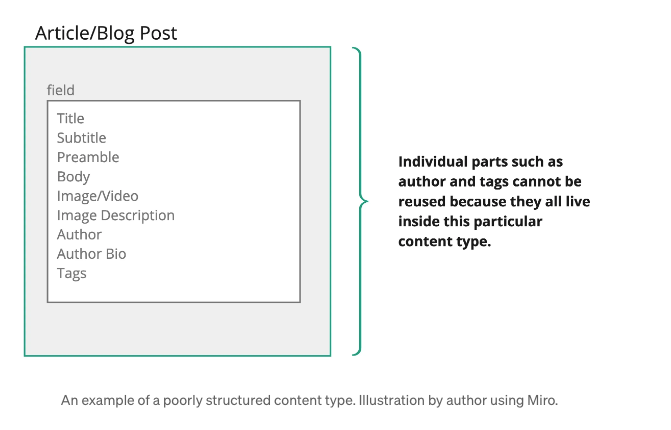 Article/Blog Post
field
Title
Subtitle
Preamble
Body
Image/Video
Image Description
Author
Author Bio
Tags
Individual parts such as
author and tags cannot be
reused because they all live
inside this particular
content type.
An example of a poorly structured content type. Illustration by author using Miro.